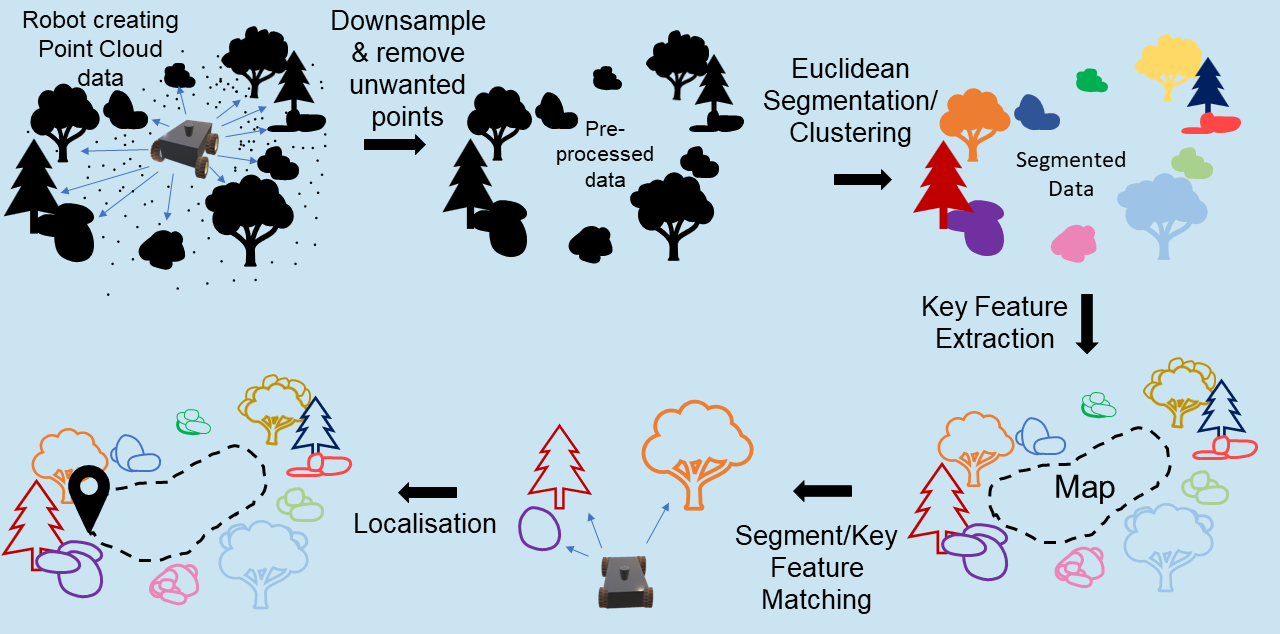 Robot creating
Point Cloud
data
Downsample
& remove
unwanted
points
Pre-
processed
data
Euclidean
Segmentation/
Clustering
Segmented
Data
Key Feature
Extraction
Map
Segment/Key
Feature
Matching
Localisation